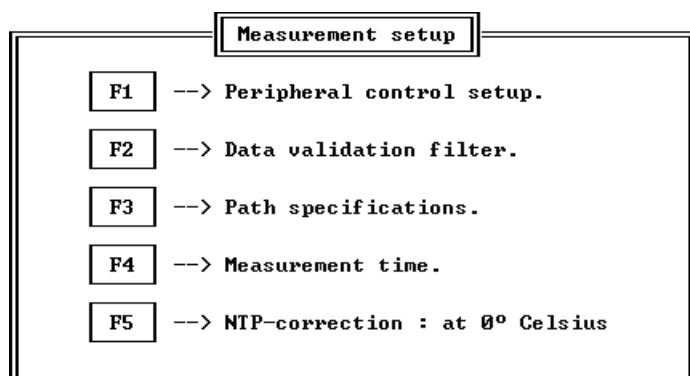 Measurement setup
F1 --> Peripheral control setup.
F2 --> Data validation filter.
F3 --> Path specifications.
F4 --> Measurement time.
F5 --> NTP-correction : at 0º Celsius